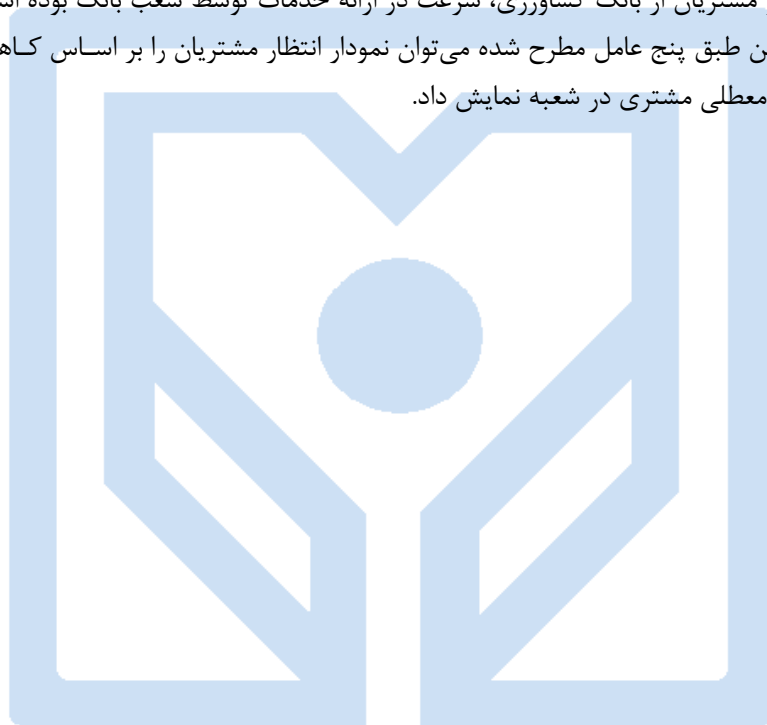 مشتریان از بانک کشاورزی، سرعت در ارائه خدمات توسط شعب بانک بوده
طبق پنج عامل مطرح شده می‌توان نمودار انتظار مشتریان را بر اساس
معطلی مشتری در شعبه نمایش داد.